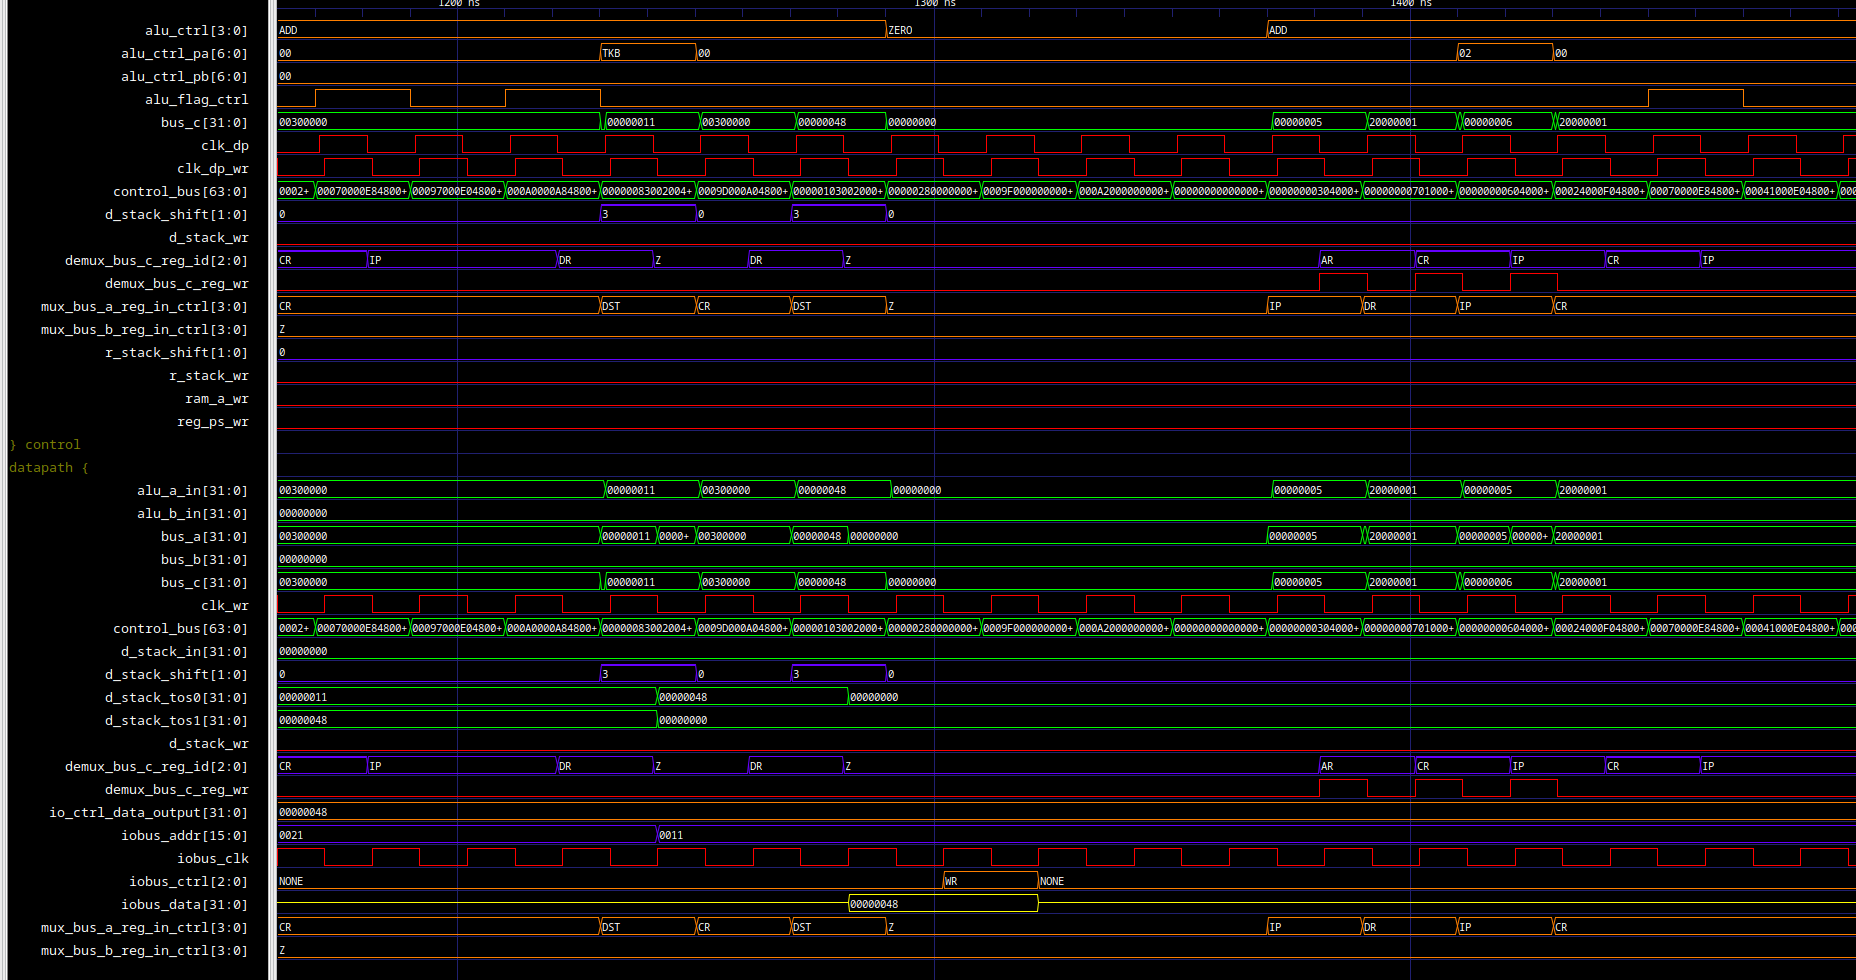 1200 ns 1300 ns 1400 ns
alu_ctrl[3:0] ADD ZERO ADD
alu_ctrl_pa[6:0] 00 TKB 00 02 00
alu_ctrl_pb[6:0] 00
alu_flag_ctrl
bus_c[31:0] 00300000 00000011 00300000 00000048 00000000 00000005 20000001 00000006 20000001
clk_dp
clk_dp_wr
control_bus[63:0] 0002+ 00070000E84800+ 00097000E04800+ 000A0000A84800+ 00000083002004+ 0009D000A04800+ 00000103002000+ 00000280000000+ 0009F000000000+ 000A2000000000+ 00000000000000+ 00000000304000+ 00000000701000+ 00000000604000+ 00024000F04800+ 00070000E84800+ 00041000E04800+ 000
d_stack_shift[1:0] 0 3 0 3 0
d_stack_wr
demux_bus_c_reg_id[2:0] CR IP DR Z DR Z AR CR IP CR IP
demux_bus_c_reg_wr
mux_bus_a_reg_in_ctrl[3:0] CR DST CR DST Z IP DR IP CR
mux_bus_b_reg_in_ctrl[3:0] Z
r_stack_shift[1:0] 0
r_stack_wr
ram_a_wr
reg_ps_wr
} control
datapath {
alu_a_in[31:0] 00300000 00000011 00300000 00000048 00000000 00000005 20000001 00000005 20000001
alu_b_in[31:0] 00000000
bus_a[31:0] 00300000 00000011 0000+ 00300000 00000048 00000000 00000005 20000001 00000005 00000+ 20000001
bus_b[31:0] 00000000
bus_c[31:0] 00300000 00000011 00300000 00000048 00000000 00000005 20000001 00000006 20000001
clk_wr
control_bus[63:0] 0002+ 00070000E84800+ 00097000E04800+ 000A0000A84800+ 00000083002004+ 0009D000A04800+ 00000103002000+ 00000280000000+ 0009F000000000+ 000A2000000000+ 00000000000000+ 00000000304000+ 00000000701000+ 00000000604000+ 00024000F04800+ 00070000E84800+ 00041000E04800+ 000
d_stack_in[31:0] 00000000
d_stack_shift[1:0] 0 3 0 3 0
d_stack_tos0[31:0] 00000011 00000048 00000000
d_stack_tos1[31:0] 00000048 00000000
d_stack_wr
demux_bus_c_reg_id[2:0] CR IP DR Z DR Z AR CR IP CR IP
demux_bus_c_reg_wr
io_ctrl_data_output[31:0] 00000048
iobus_addr[15:0] 0021 0011
iobus_clk
iobus_ctrl[2:0] NONE WR NONE
iobus_data[31:0] 00000048
mux_bus_a_reg_in_ctrl[3:0] CR DST CR DST Z IP DR IP CR
mux_bus_b_reg_in_ctrl[3:0] Z